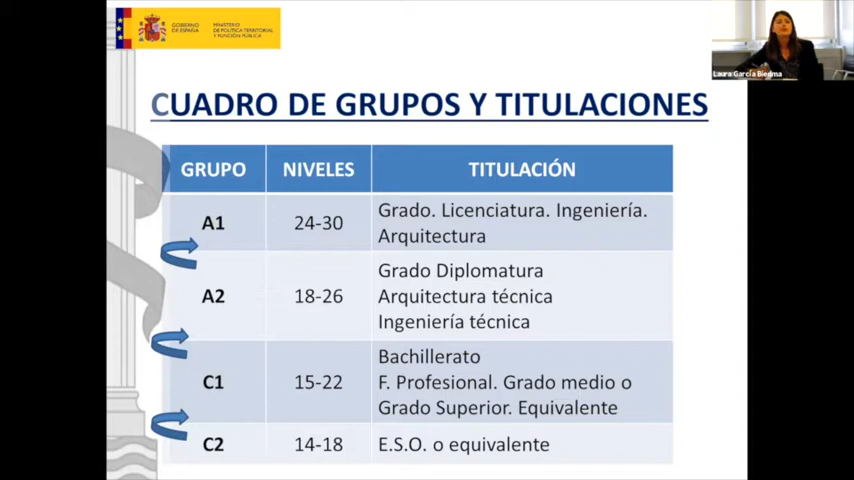 GOBIERNO
DE ESPAÑA
MINISTERIO
DE POLÍTICA TERRITORIAL
Y FUNCIÓN PÚBLICA
Laura García Biedma
CUADRO DE GRUPOS Y TITULACIONES
GRUPO NIVELES TITULACIÓN
A1 24-30 Grado. Licenciatura. Ingeniería.
Arquitectura
A2 18-26 Grado Diplomatura
Arquitectura técnica
Ingeniería técnica
C1 15-22 Bachillerato
F. Profesional. Grado medio o
Grado Superior. Equivalente
C2 14-18 E.S.O. o equivalente